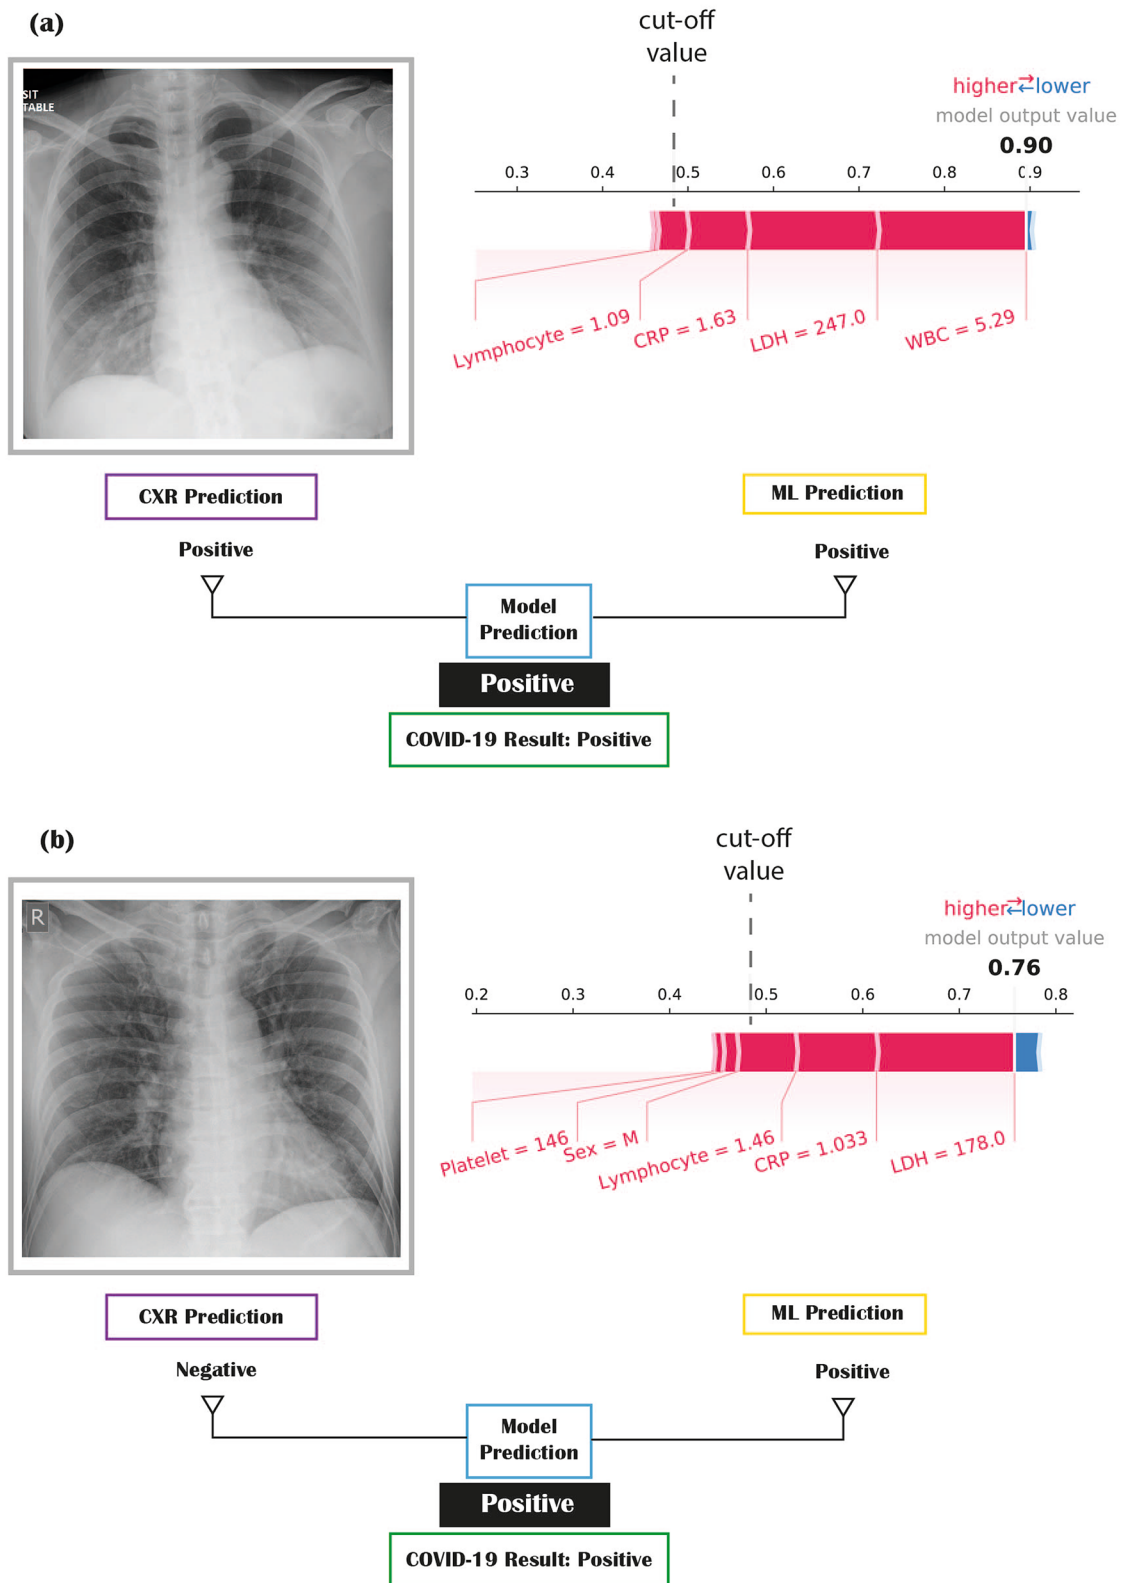 (a)
SIT
TABLE
cut-off
value
higher⇄lower
model output value
0.90
0.3 0.4 0.5 0.6 0.7 0.8 0.9
Lymphocyte = 1.09
CRP = 1.63
LDH = 247.0
WBC = 5.29
CXR Prediction
ML Prediction
Positive
Positive
Model
Prediction
Positive
COVID-19 Result: Positive
(b)
R
cut-off
value
higher⇄lower
model output value
0.76
0.2 0.3 0.4 0.5 0.6 0.7 0.8
Platelet = 146
Sex = M
Lymphocyte = 1.46
CRP = 1.033
LDH = 178.0
CXR Prediction
ML Prediction
Negative
Positive
Model
Prediction
Positive
COVID-19 Result: Positive